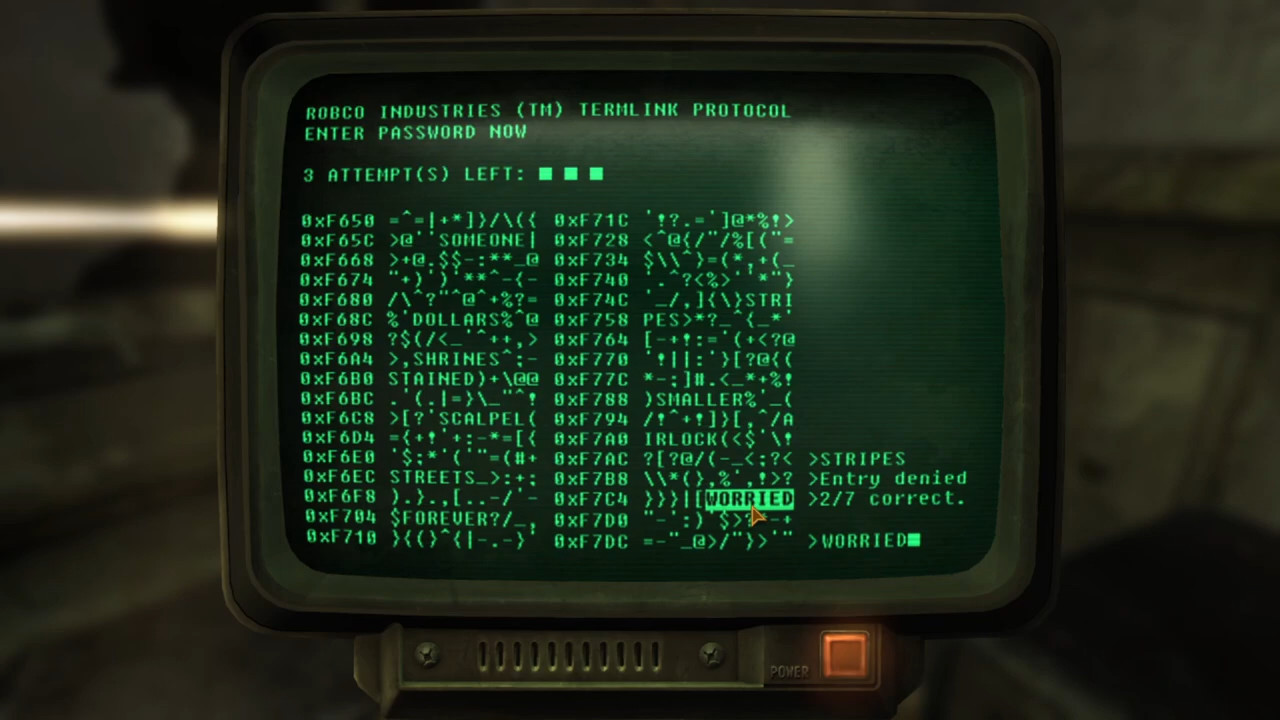 ROBCO INDUSTRIES (TM) TERMLINK PROTOCOL
ENTER PASSWORD NOW
3 ATTEMPT(S) LEFT: ■ ■ ■
0xF650 =^=|+*]}/\({ 0xF71C '!?.=']@*%!>
0xF65C >@''SOMEONE| 0xF728 <^@{/"/%[("=
0xF668 >+@.$$-:**_@ 0xF734 $\\^}=(*,+(_
0xF674 "+)')'**^-{- 0xF740 '.^?<%>''*"}
0xF680 /\^?"^@^+%?= 0xF74C '_/,]{\}STRI
0xF68C %'DOLLARS%^@ 0xF758 PES>*?_^{_*'
0xF698 ?$(/<_'^++,> 0xF764 [-+!:='(+<?@
0xF6A4 >,SHRINES^;- 0xF770 '!||:'}[?@{(
0xF6B0 STAINED)+\@@ 0xF77C *-;]#.<_*+%!
0xF6BC .'(.|=}\_"^! 0xF788 )SMALLER%'_(
0xF6C8 >[?'SCALPEL( 0xF794 /!^+!]}[,^/A
0xF6D4 ={+!'+:-*=[{ 0xF7A0 IRLOCK(<$'\!
0xF6E0 '$:*'('"=(#+ 0xF7AC ?[?@/(-_<;?< >STRIPES
0xF6EC STREETS_>:+; 0xF7B8 \\*(},%',!>? >Entry denied
0xF6F8 ).}.,[..-/'- 0xF7C4 }}}|[WORRIED >2/7 correct.
0xF704 $FOREVER?/_, 0xF7D0 "-':)'$>?--+
0xF710 }{(}^{|-.-}' 0xF7DC =-"_@>/"}>'" >WORRIED■
POWER